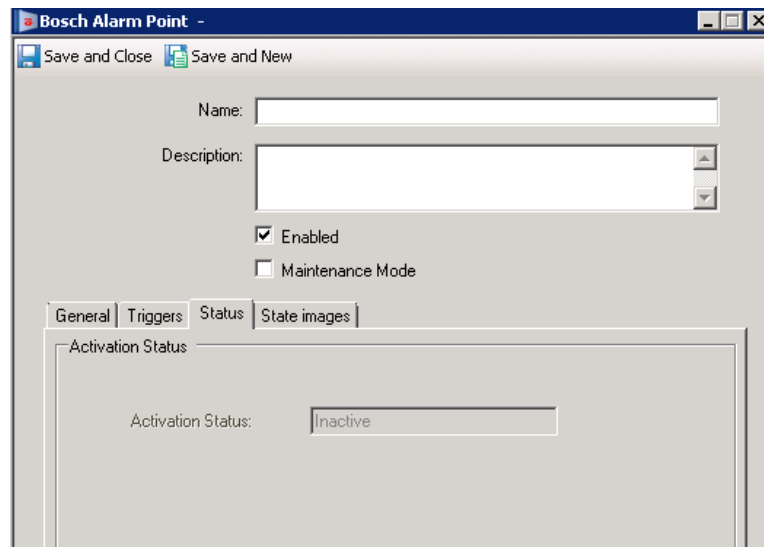 Bosch Alarm Point -
Save and Close Save and New
Name:
Description:
Enabled
Maintenance Mode
General Triggers Status State images
Activation Status
Activation Status: Inactive